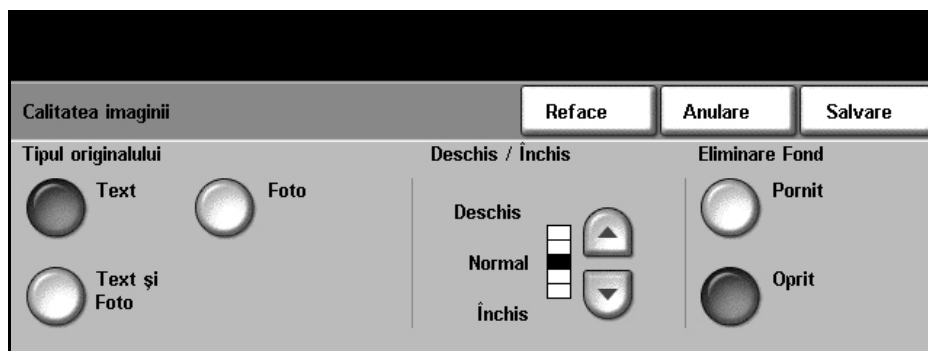 Calitatea imaginii
Reface
Anulare
Salvare
Tipul originalului
Text
Foto
Text și
Foto
Deschis / Închis
Deschis
Normal
Închis
Eliminare Fond
Pornit
Oprit